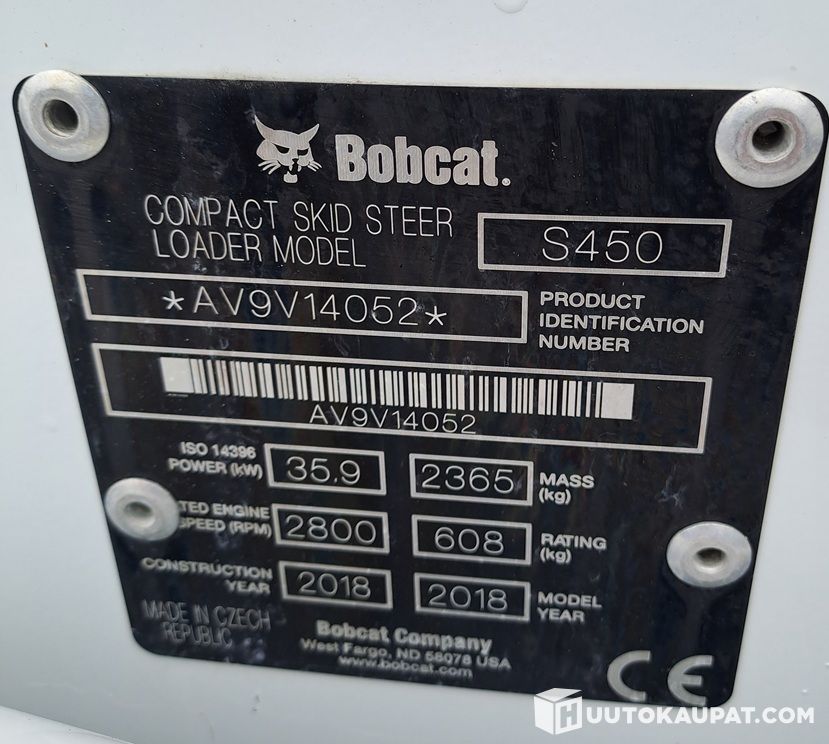 Bobcat.
COMPACT SKID STEER
LOADER MODEL
S450
*AV9V14052*
PRODUCT
IDENTIFICATION
NUMBER
AV9V14052
ISO 14396
POWER (kW)
35.9
2365
MASS
(kg)
TED ENGINE
SPEED (RPM)
2800
608
RATING
(kg)
CONSTRUCTION
YEAR
2018
2018
MODEL
YEAR
MADE IN CZECH
REPUBLIC
Bobcat Company
West Fargo, ND 58078 USA
www.bobcat.com
CE
HUUTOKAUPAT.COM